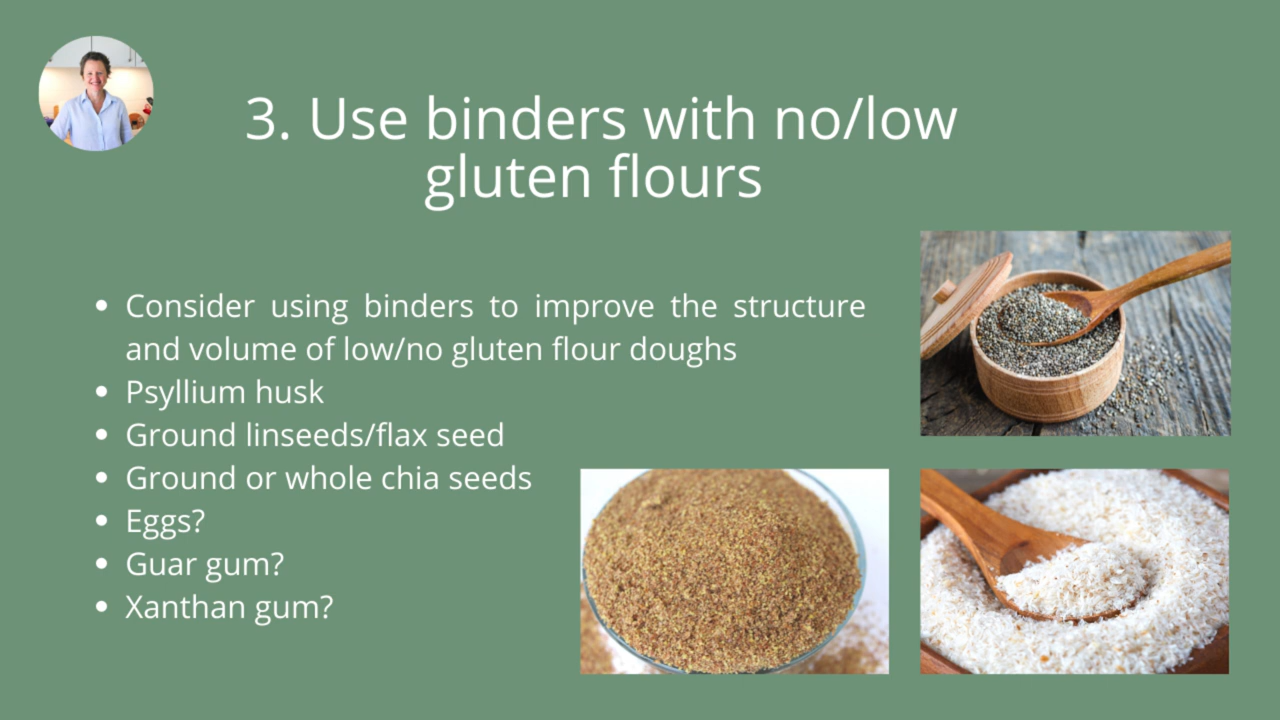 3. Use binders with no/low
gluten flours
• Consider using binders to improve the structure
and volume of low/no gluten flour doughs
• Psyllium husk
• Ground linseeds/flax seed
• Ground or whole chia seeds
• Eggs?
• Guar gum?
• Xanthan gum?